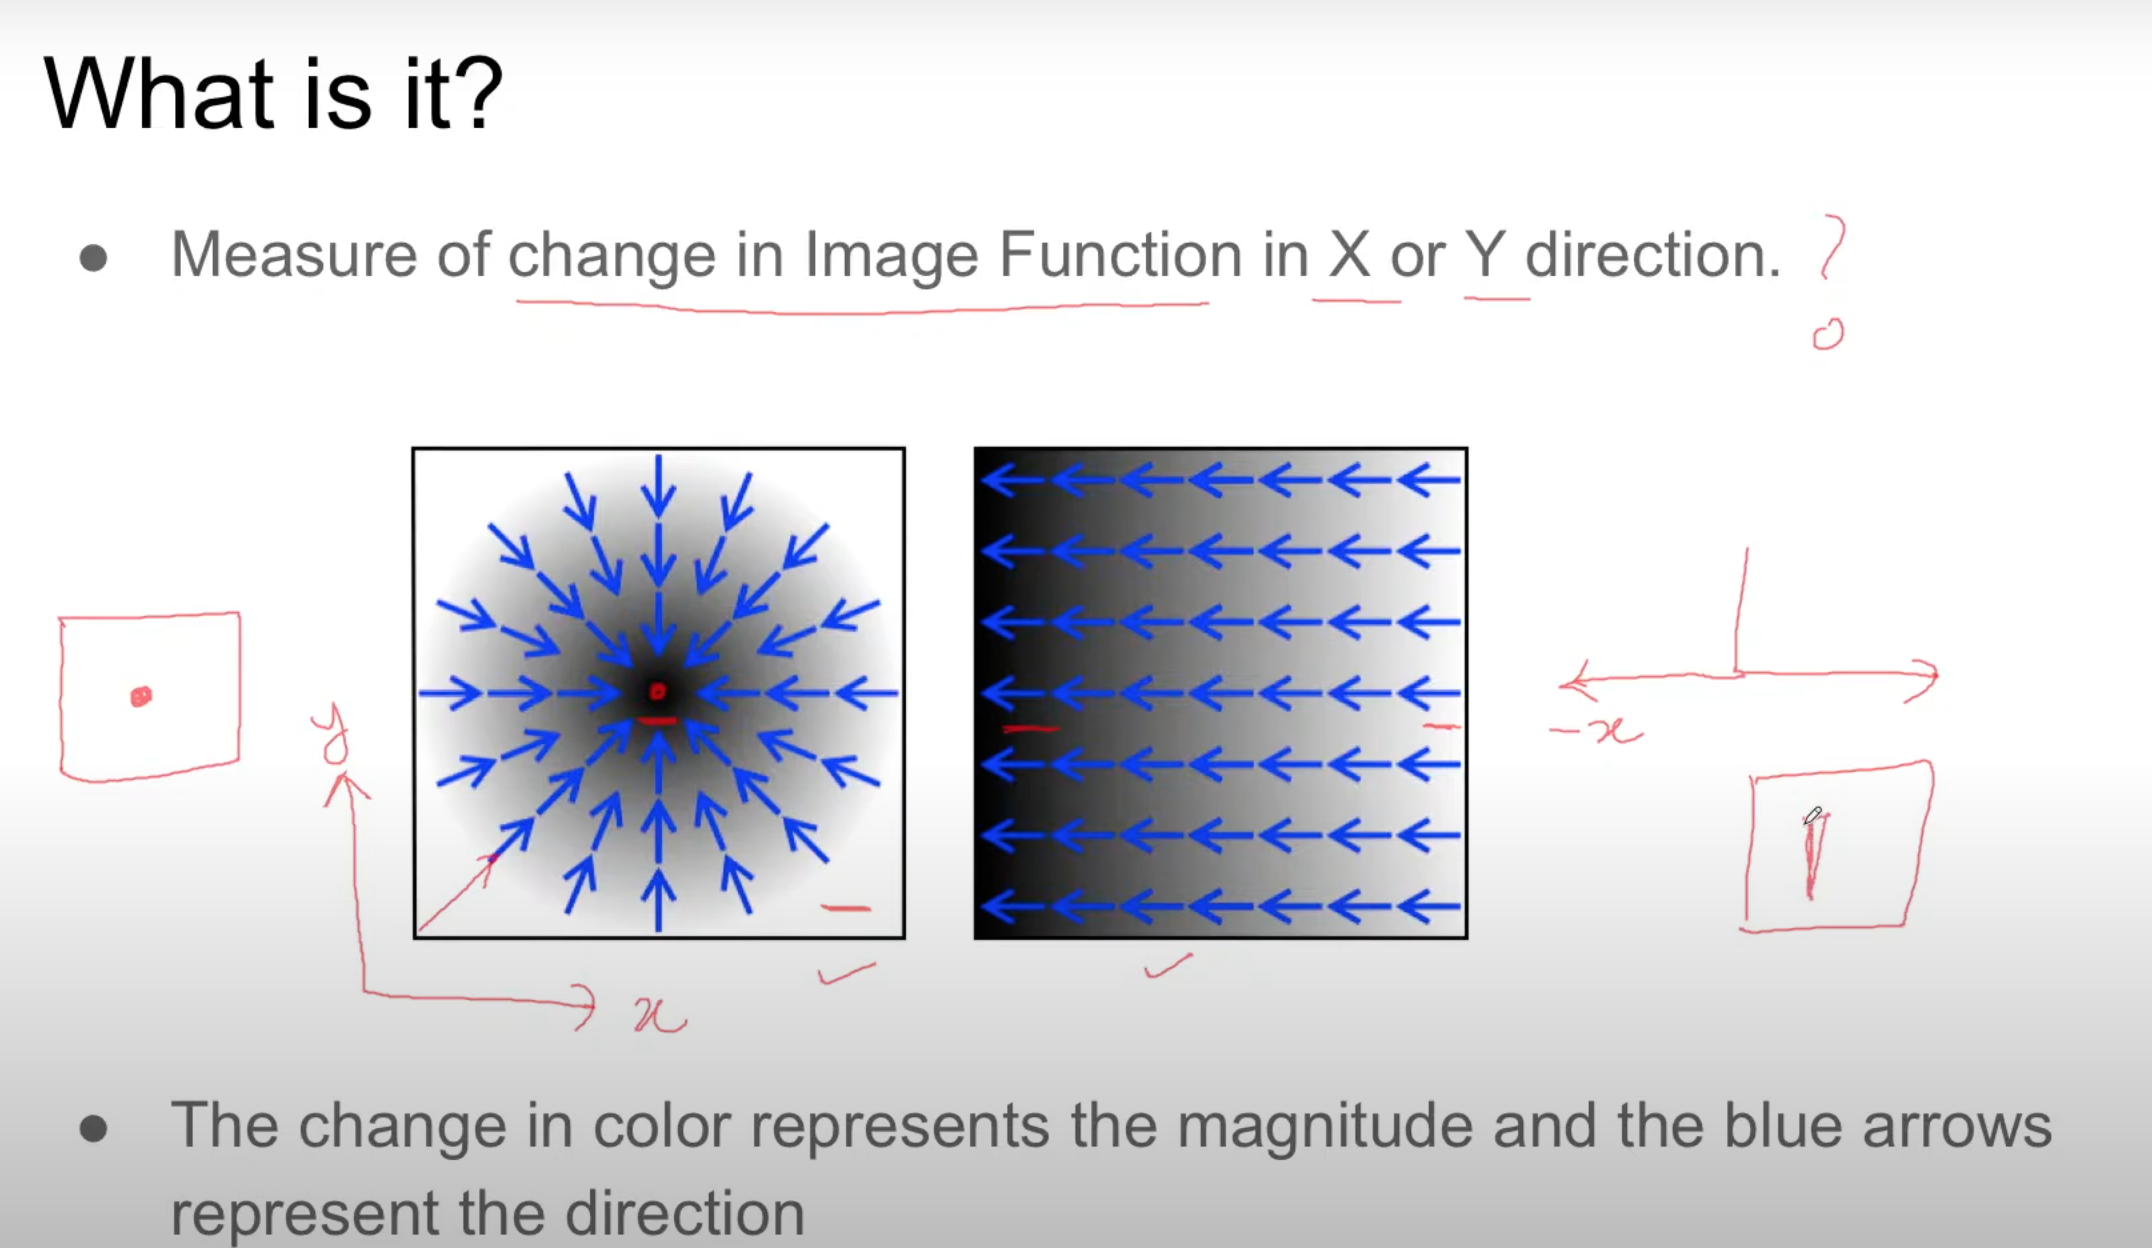 What is it?
● Measure of change in Image Function in X or Y direction. ?
y
-x
x
● The change in color represents the magnitude and the blue arrows
represent the direction